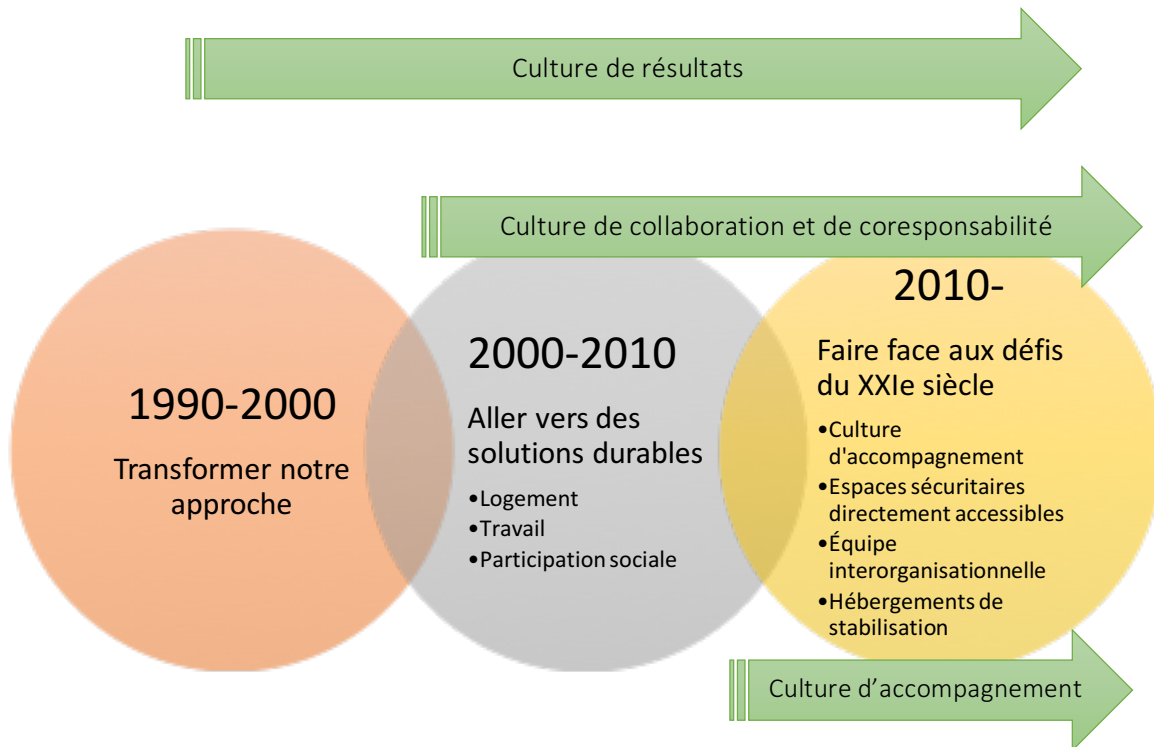 Culture de résultats
Culture de collaboration et de coresponsabilité
1990-2000
Transformer notre
approche
2000-2010
Aller vers des
solutions durables
•Logement
•Travail
•Participation sociale
2010-
Faire face aux défis
du XXIe siècle
•Culture
d'accompagnement
•Espaces sécuritaires
directement accessibles
•Équipe
interorganisationnelle
•Hébergements de
stabilisation
Culture d’accompagnement